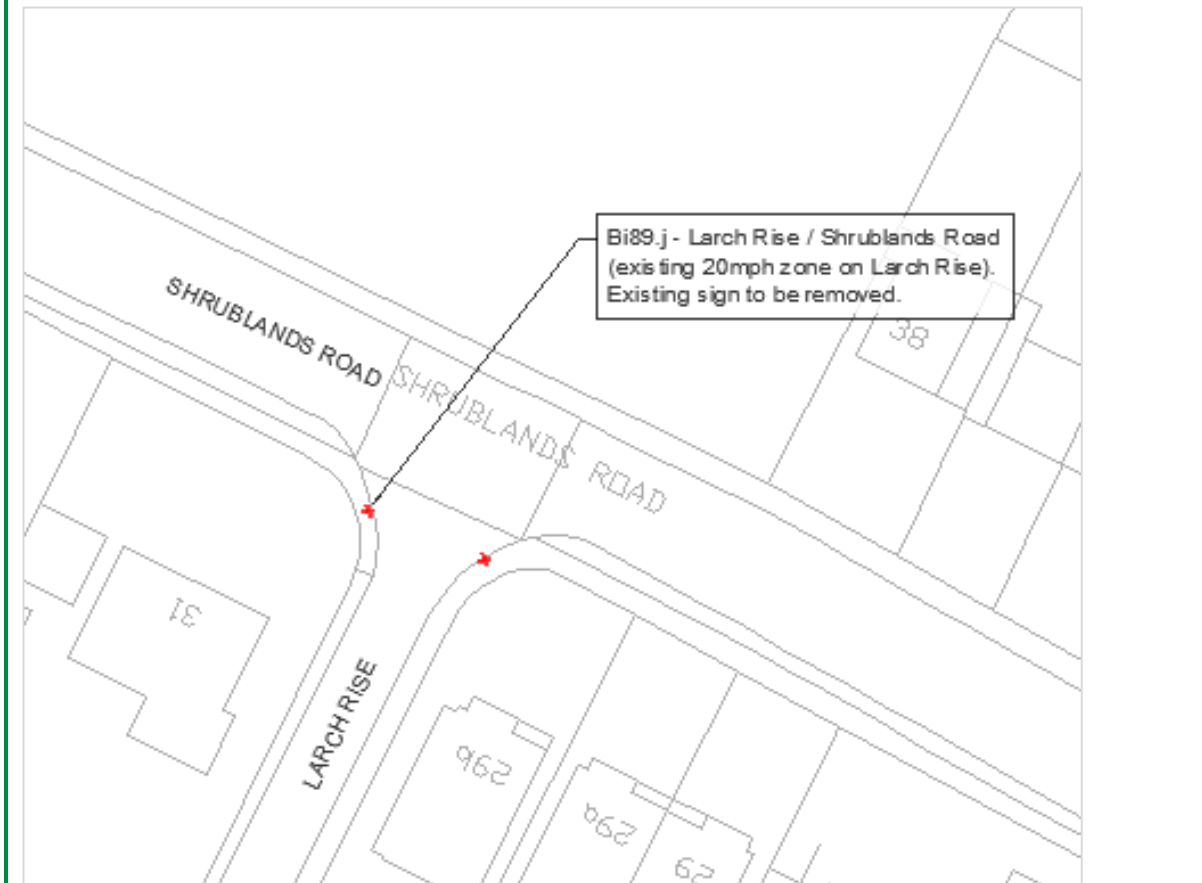 Bi89.j - Larch Rise / Shrublands Road
(existing 20mph zone on Larch Rise).
Existing sign to be removed.
38
SHRUBLANDS ROAD
SHRUBLANDS ROAD
31
LARCH RISE
29b
29a
29